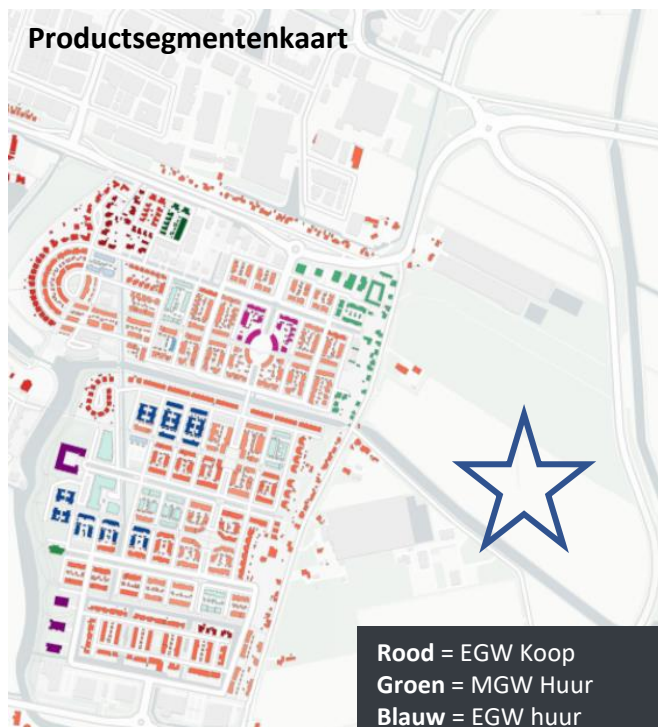 Productsegmentenkaart
Rood = EGW Koop
Groen = MGW Huur
Blauw = EGW huur